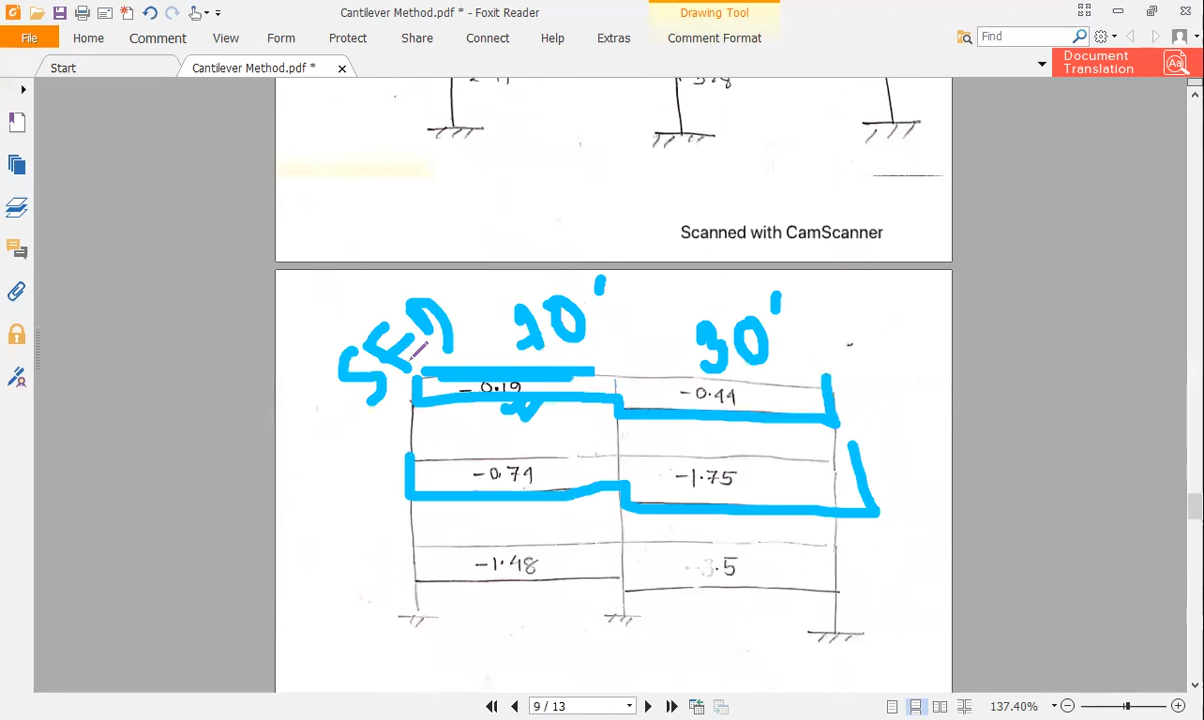 Cantilever Method.pdf * - Foxit Reader
Drawing Tool
File Home Comment View Form Protect Share Connect Help Extras Comment Format
Find
Start
Cantilever Method.pdf *
Document
Translation
Scanned with CamScanner
SFD 20' 30'
-0.19 -0.44
-0.74 -1.75
-1.48 -3.5
9 / 13
137.40%